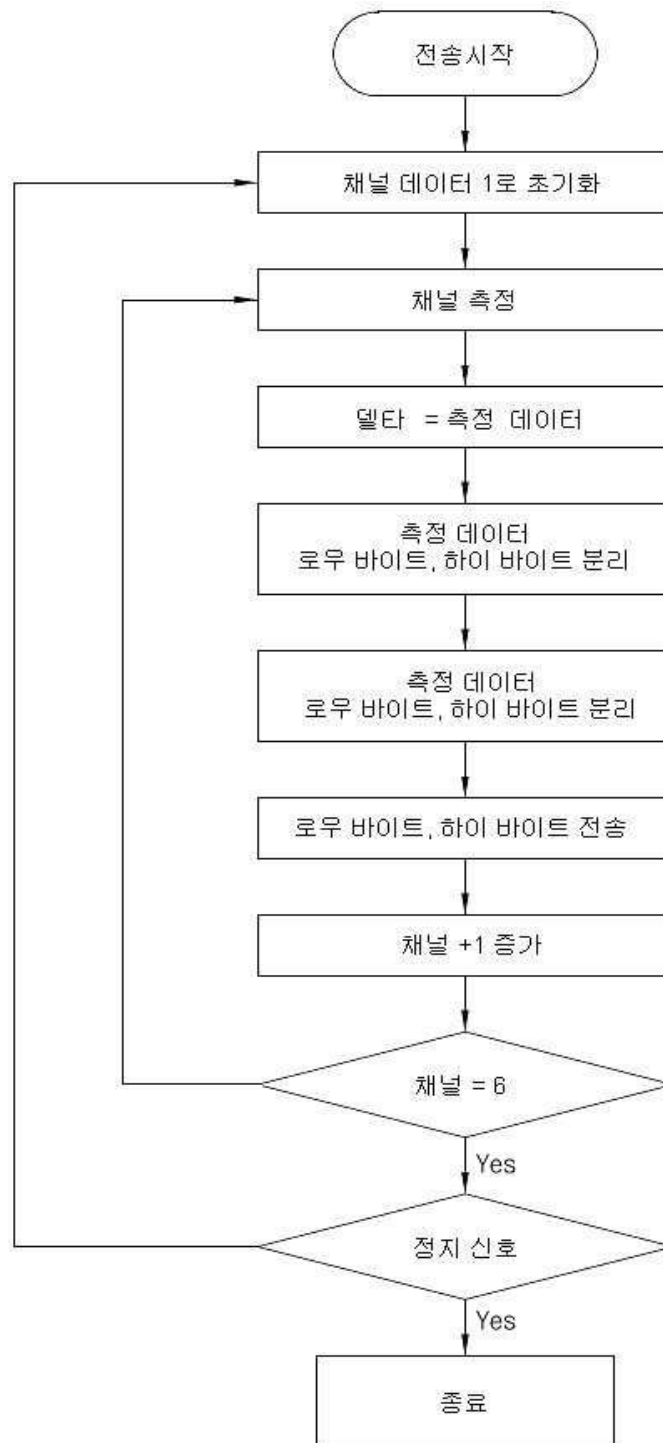 전송시작
채널 데이터 1로 초기화
채널 측정
델타 = 측정 데이터
측정 데이터
로우 바이트, 하이 바이트 분리
측정 데이터
로우 바이트, 하이 바이트 분리
로우 바이트, 하이 바이트 전송
채널 +1 증가
채널 = 6
Yes
정지 신호
Yes
종료